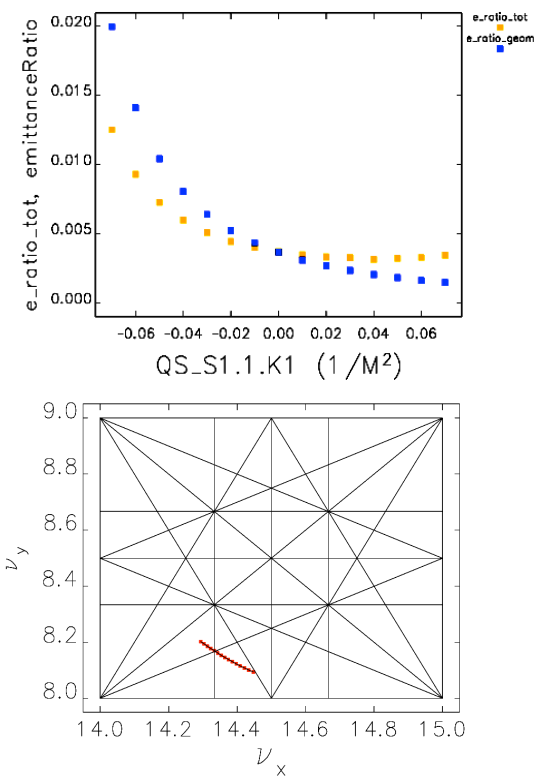 e_ratio_tot
e_ratio_geom
e_ratio_tot, emittanceRatio
0.020
0.015
0.010
0.005
0.000
-0.06 -0.04 -0.02 0.00 0.02 0.04 0.06
QS_S1.1.K1 (1/M²)
9.0
8.8
8.6
8.4
8.2
8.0
ν_y
14.0 14.2 14.4 14.6 14.8 15.0
ν_x